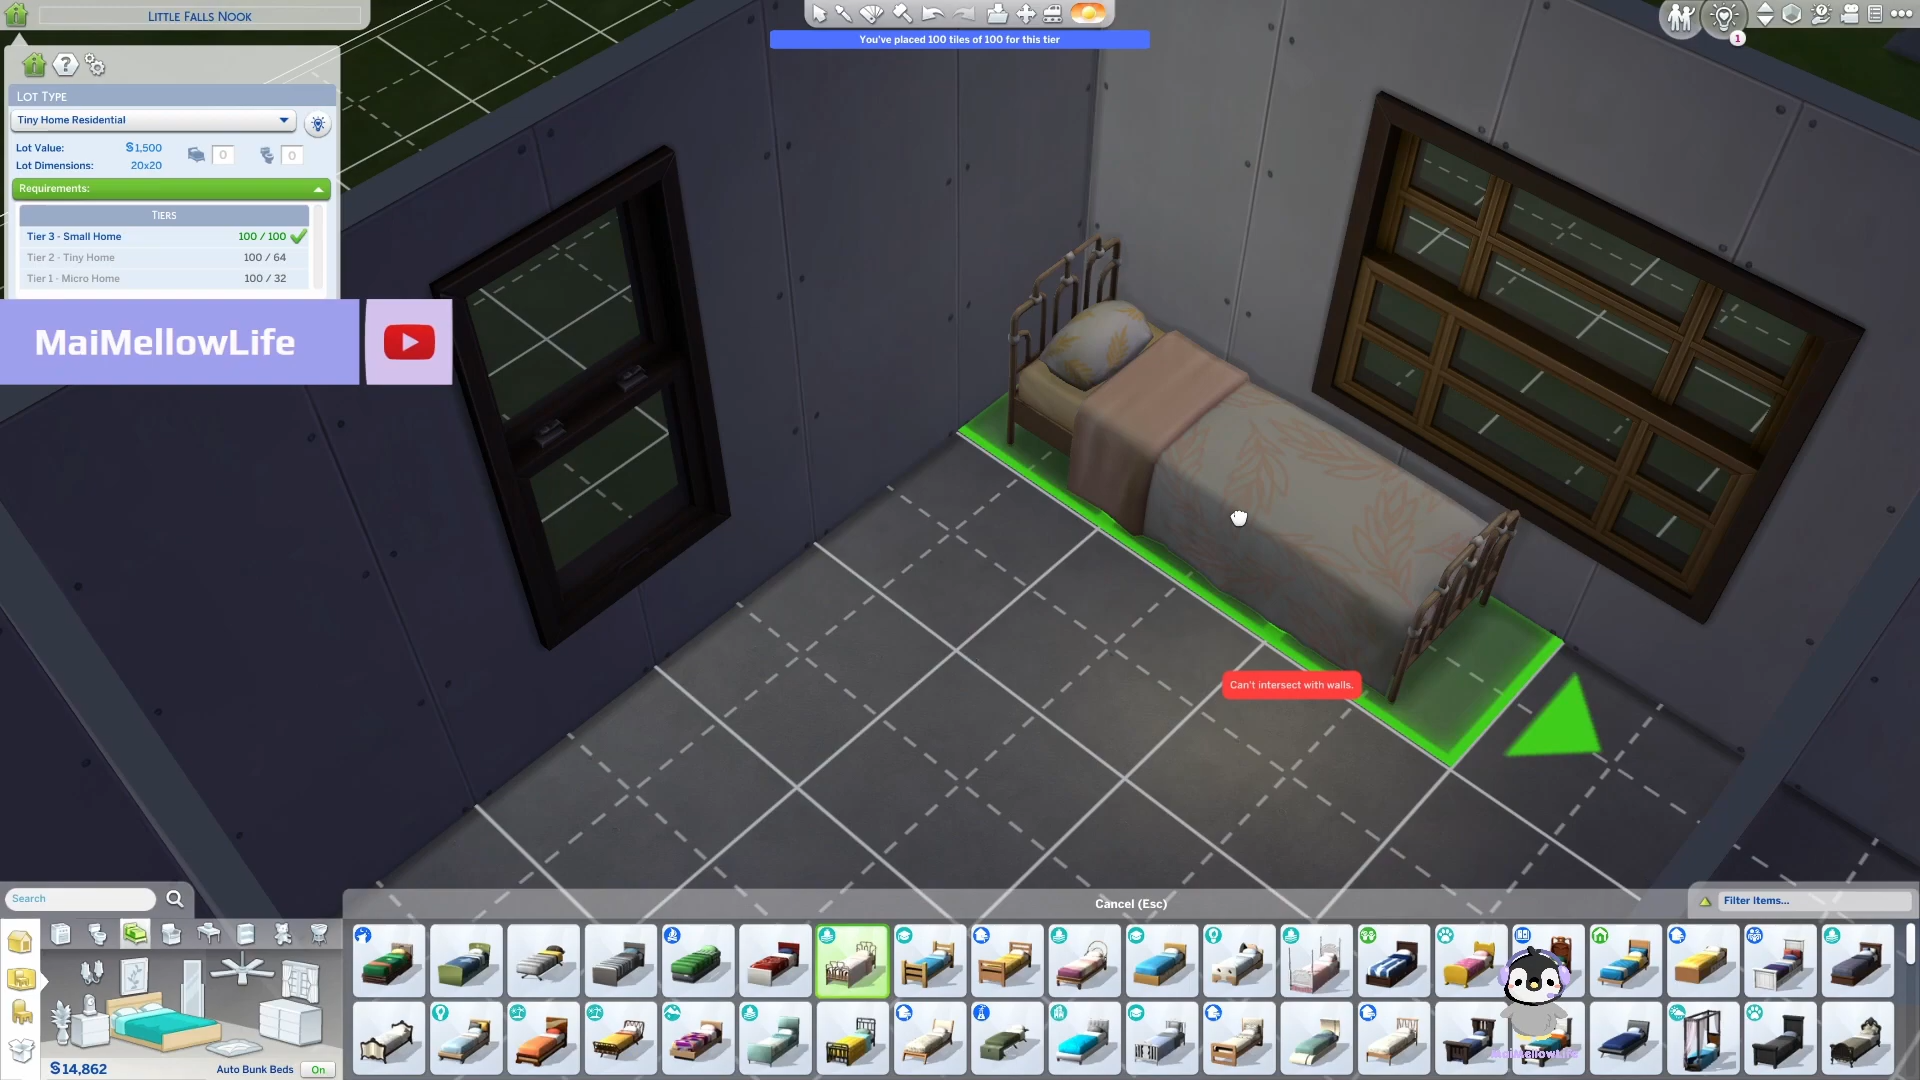 LITTLE FALLS NOOK
You've placed 100 tiles of 100 for this tier
1
LOT TYPE
Tiny Home Residential
Lot Value: §1,500 0 0
Lot Dimensions: 20x20
Requirements:
TIERS
Tier 3 - Small Home 100 / 100
Tier 2 - Tiny Home 100 / 64
Tier 1 - Micro Home 100 / 32
MaiMellowLife
Can't intersect with walls.
Search
Cancel (Esc)
Filter Items...
MaiMellowLife
§14,862
Auto Bunk Beds On